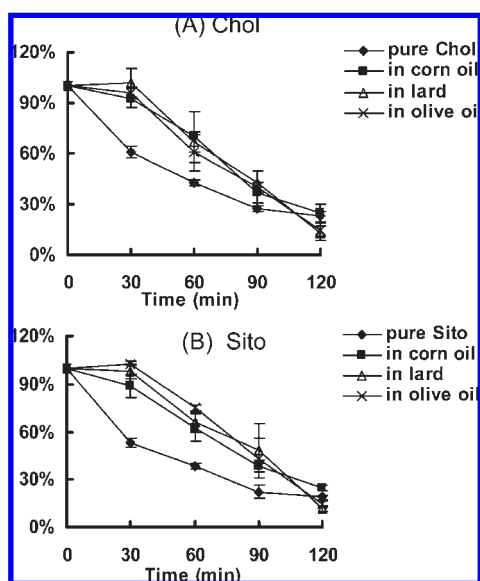 (A) Chol
120%
90%
60%
30%
0%
0 30 60 90 120
Time (min)
pure Chol
in corn oil
in lard
in olive oi
(B) Sito
120%
90%
60%
30%
0%
0 30 60 90 120
Time (min)
pure Sito
in corn oil
in lard
in olive oil